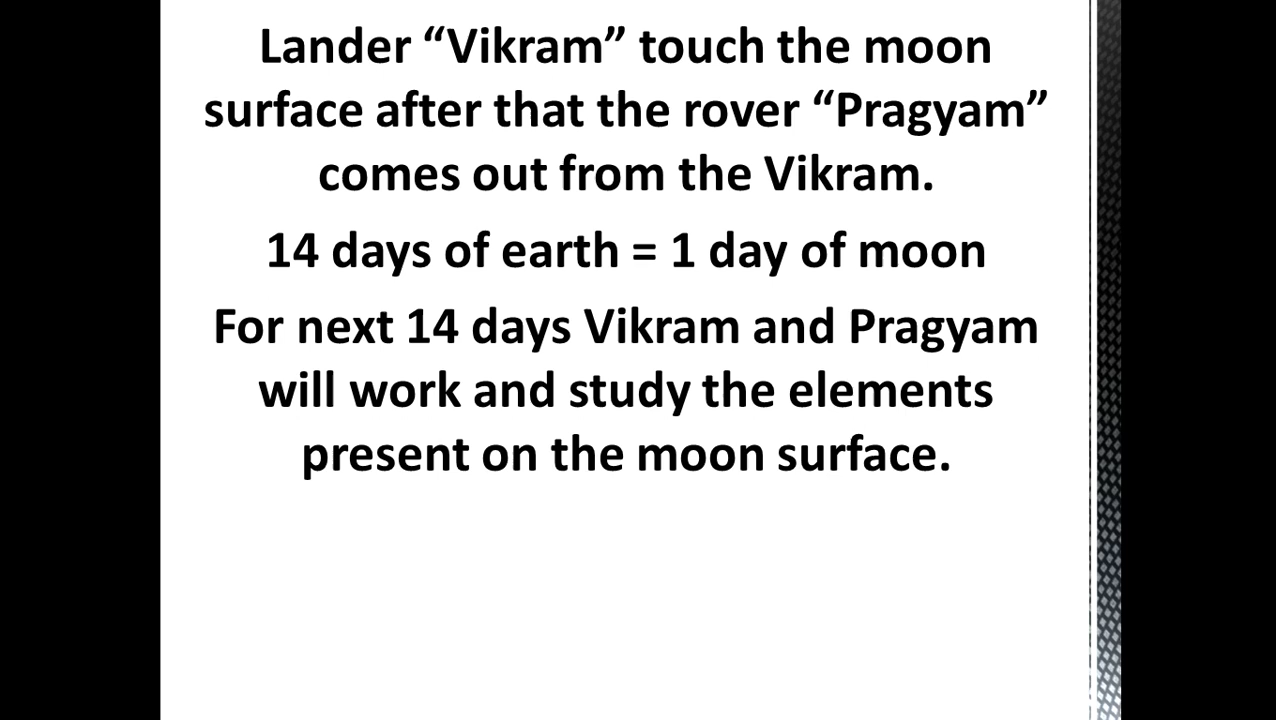 Lander “Vikram” touch the moon
surface after that the rover “Pragyam”
comes out from the Vikram.
14 days of earth = 1 day of moon
For next 14 days Vikram and Pragyam
will work and study the elements
present on the moon surface.